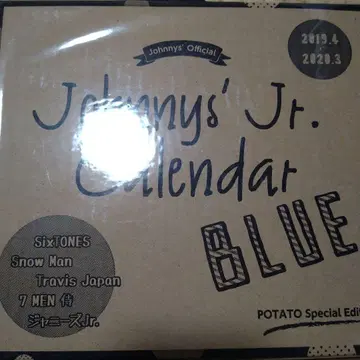 Johnnys' Official
2019.4
2020.3
Johnnys' Jr.
Calendar
BLUE
SixTONES
Snow Man
Travis Japan
7 MEN 侍
ジャニーズJr.
POTATO Special Edi